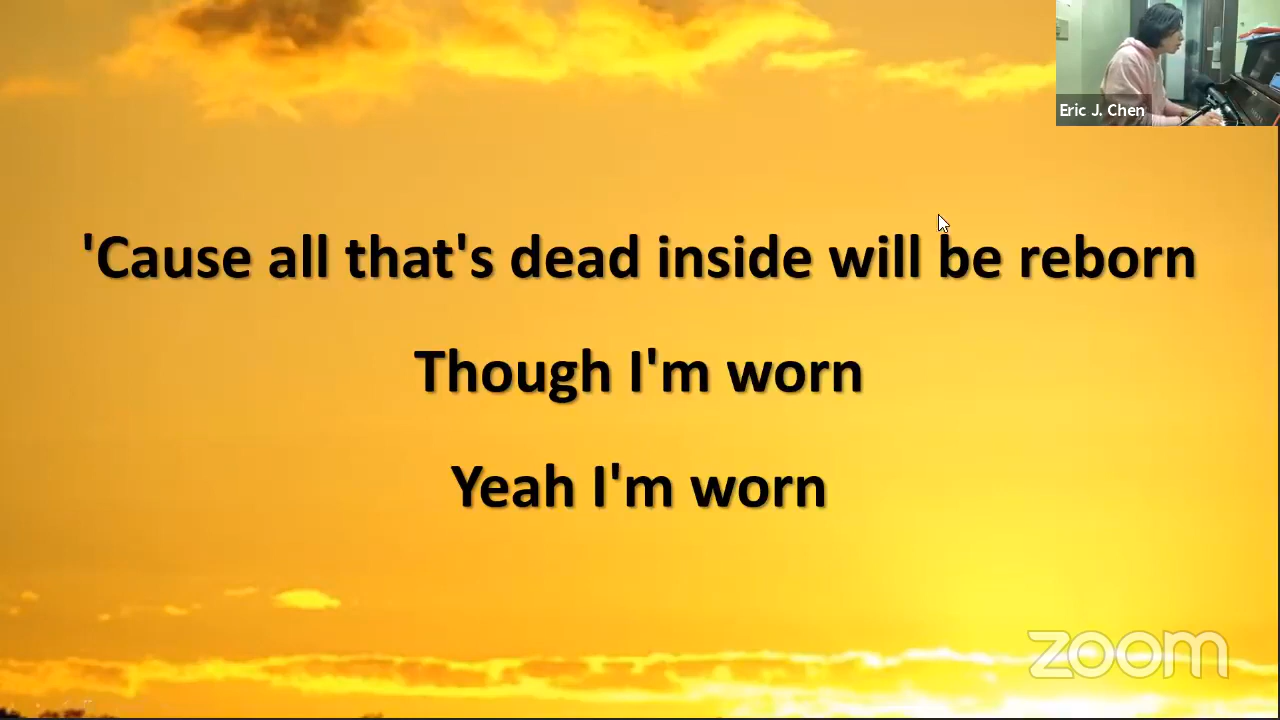 Eric J. Chen
'Cause all that's dead inside will be reborn
Though I'm worn
Yeah I'm worn
zoom